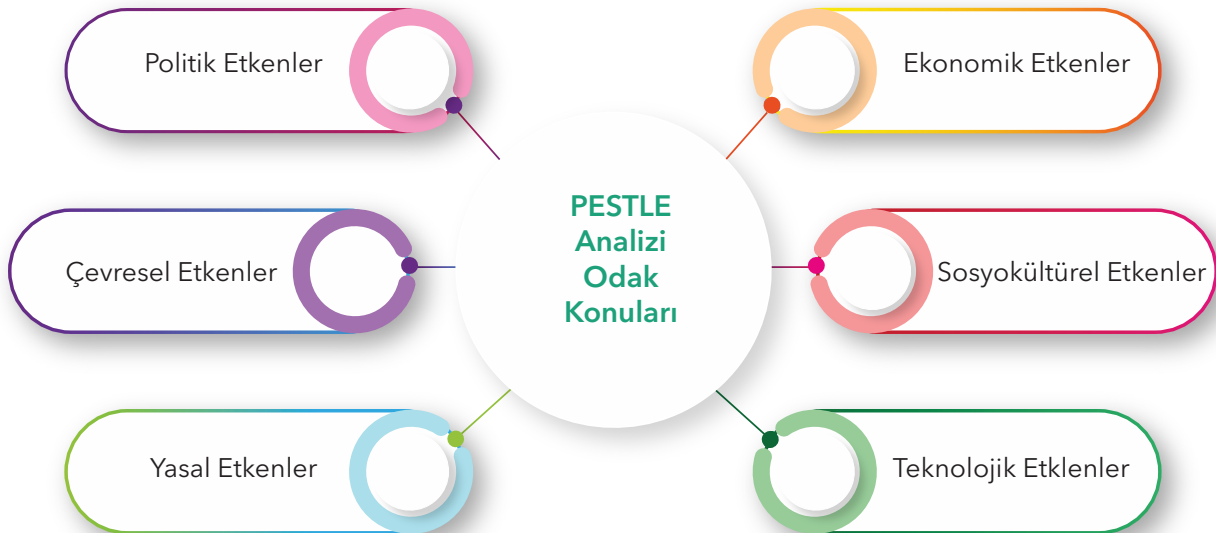 Politik Etkenler
Ekonomik Etkenler
PESTLE
Analizi
Odak
Konuları
Çevresel Etkenler
Sosyokültürel Etkenler
Yasal Etkenler
Teknolojik Etklenler